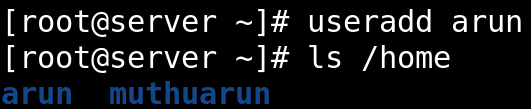 [root@server ~]# useradd arun
[root@server ~]# ls /home
arun  muthuarun